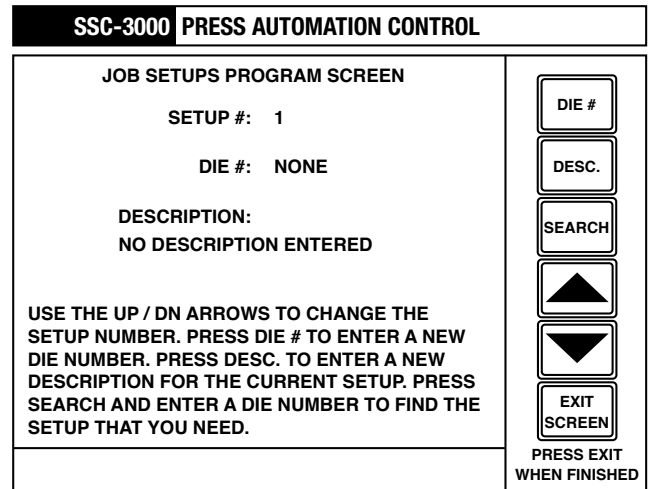 SSC-3000 PRESS AUTOMATION CONTROL
JOB SETUPS PROGRAM SCREEN
SETUP #: 1
DIE #: NONE
DESCRIPTION:
NO DESCRIPTION ENTERED
USE THE UP / DN ARROWS TO CHANGE THE
SETUP NUMBER. PRESS DIE # TO ENTER A NEW
DIE NUMBER. PRESS DESC. TO ENTER A NEW
DESCRIPTION FOR THE CURRENT SETUP. PRESS
SEARCH AND ENTER A DIE NUMBER TO FIND THE
SETUP THAT YOU NEED.
DIE #
DESC.
SEARCH
EXIT
SCREEN
PRESS EXIT
WHEN FINISHED